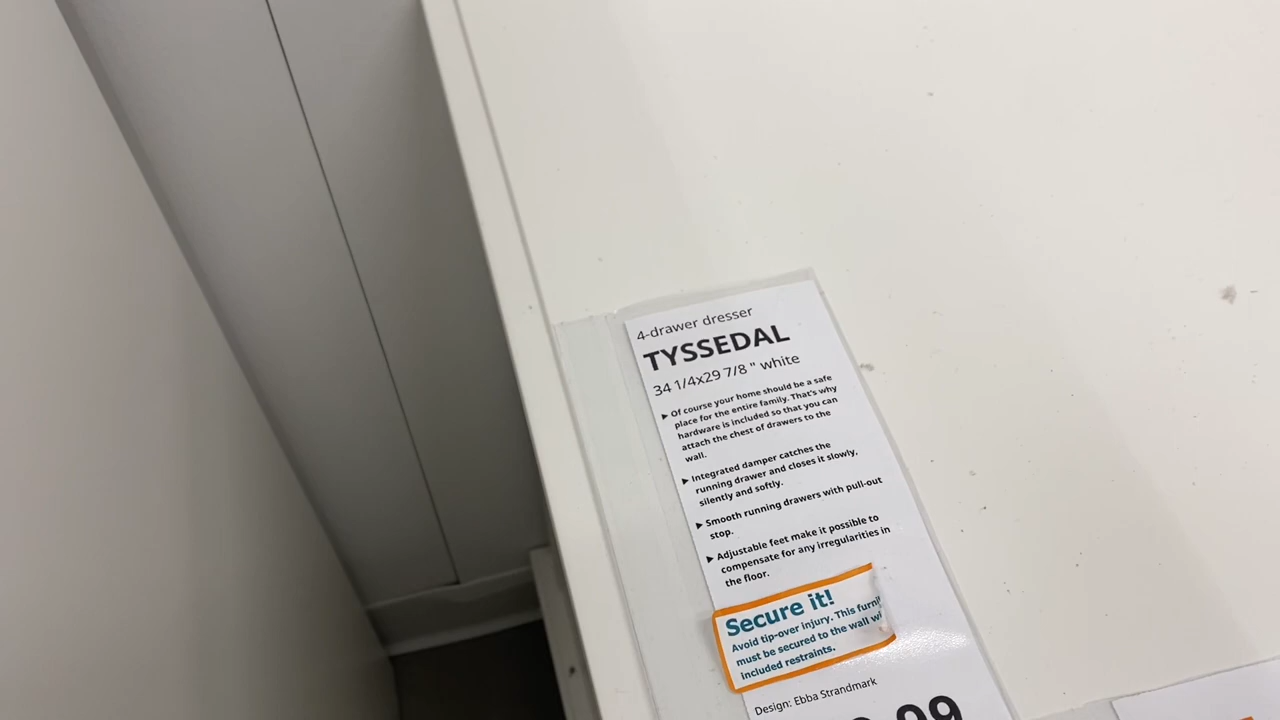 4-drawer dresser
TYSSEDAL
34 1/4x29 7/8 " white
▶ Of course your home should be a safe
place for the entire family. That's why
hardware is included so that you can
attach the chest of drawers to the
wall.
▶ Integrated damper catches the
running drawer and closes it slowly,
silently and softly.
▶ Smooth running drawers with pull-out
stop.
▶ Adjustable feet make it possible to
compensate for any irregularities in
the floor.
Secure it!
Avoid tip-over injury. This
must be secured to the wall
included restraints.
Design: Ebba Strandmark
99